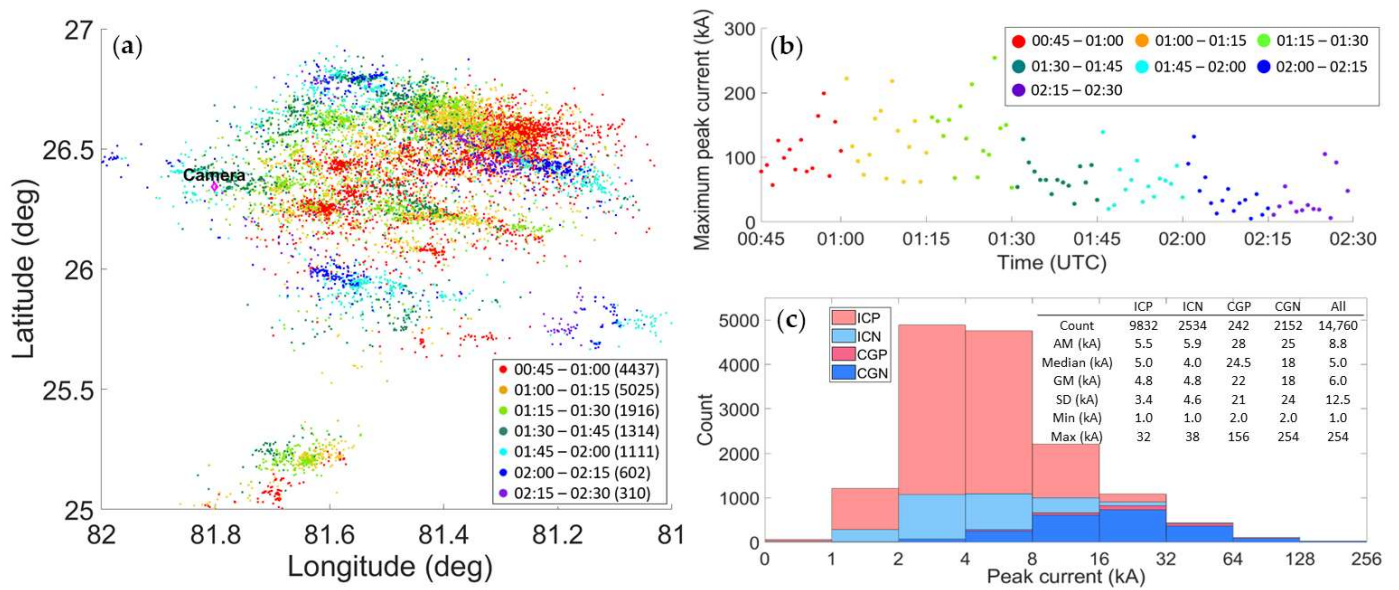 (a)
27
26.5
26
25.5
25
82
81.8
81.6
81.4
81.2
81
Latitude (deg)
Longitude (deg)
Camera
00:45 – 01:00 (4437)
01:00 – 01:15 (5025)
01:15 – 01:30 (1916)
01:30 – 01:45 (1314)
01:45 – 02:00 (1111)
02:00 – 02:15 (602)
02:15 – 02:30 (310)
(b)
Maximum peak current (kA)
300
200
100
0
00:45 01:00 01:15 01:30 01:45 02:00 02:15 02:30
Time (UTC)
00:45 – 01:00 01:00 – 01:15 01:15 – 01:30
01:30 – 01:45 01:45 – 02:00 02:00 – 02:15
02:15 – 02:30
(c)
Count
5000
4000
3000
2000
1000
0
0 1 2 4 8 16 32 64 128 256
Peak current (kA)
ICP
ICN
CGP
CGN
ICP ICN CGP CGN All
Count 9832 2534 242 2152 14,760
AM (kA) 5.5 5.9 28 25 8.8
Median (kA) 5.0 4.0 24.5 18 5.0
GM (kA) 4.8 4.8 22 18 6.0
SD (kA) 3.4 4.6 21 24 12.5
Min (kA) 1.0 1.0 2.0 2.0 1.0
Max (kA) 32 38 156 254 254